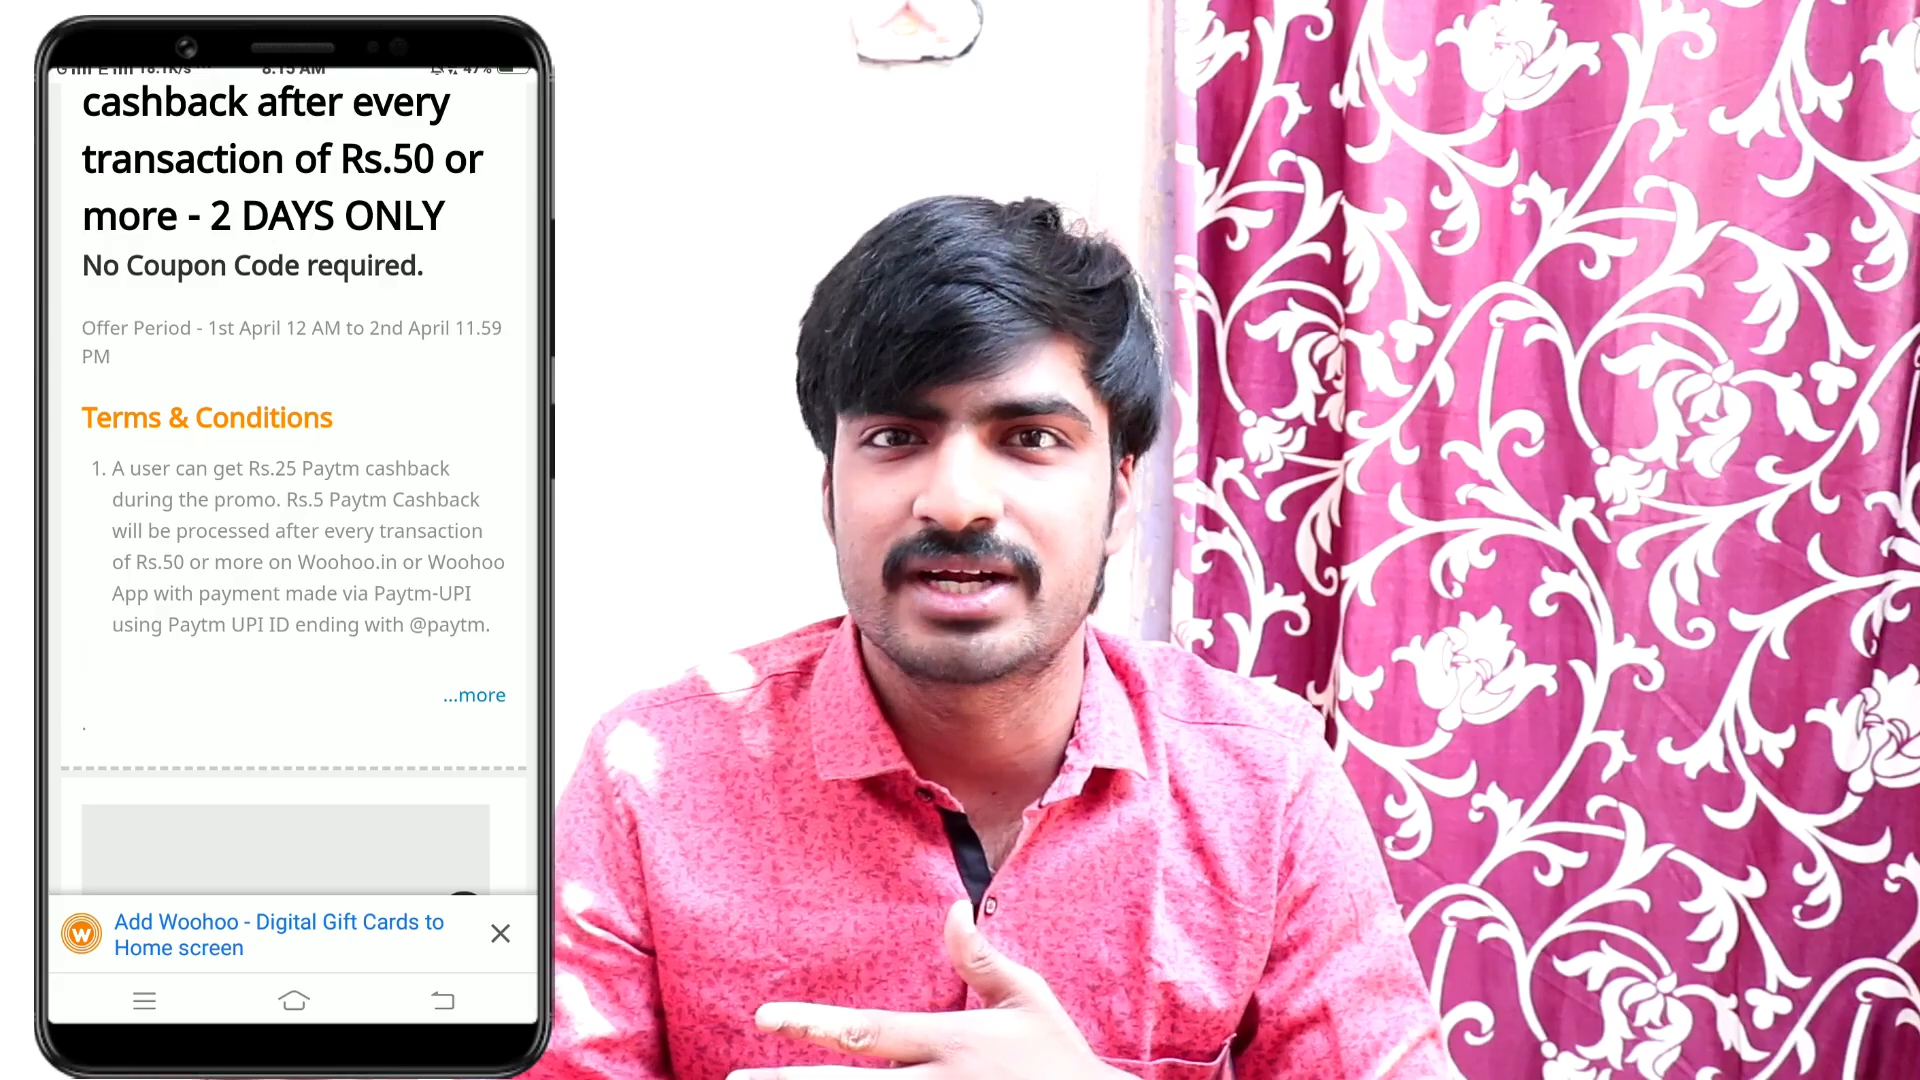 8:15 AM
47%
cashback after every
transaction of Rs.50 or
more - 2 DAYS ONLY
No Coupon Code required.
Offer Period - 1st April 12 AM to 2nd April 11.59
PM
Terms & Conditions
1. A user can get Rs.25 Paytm cashback
during the promo. Rs.5 Paytm Cashback
will be processed after every transaction
of Rs.50 or more on Woohoo.in or Woohoo
App with payment made via Paytm-UPI
using Paytm UPI ID ending with @paytm.
...more
.
W
Add Woohoo - Digital Gift Cards to
Home screen